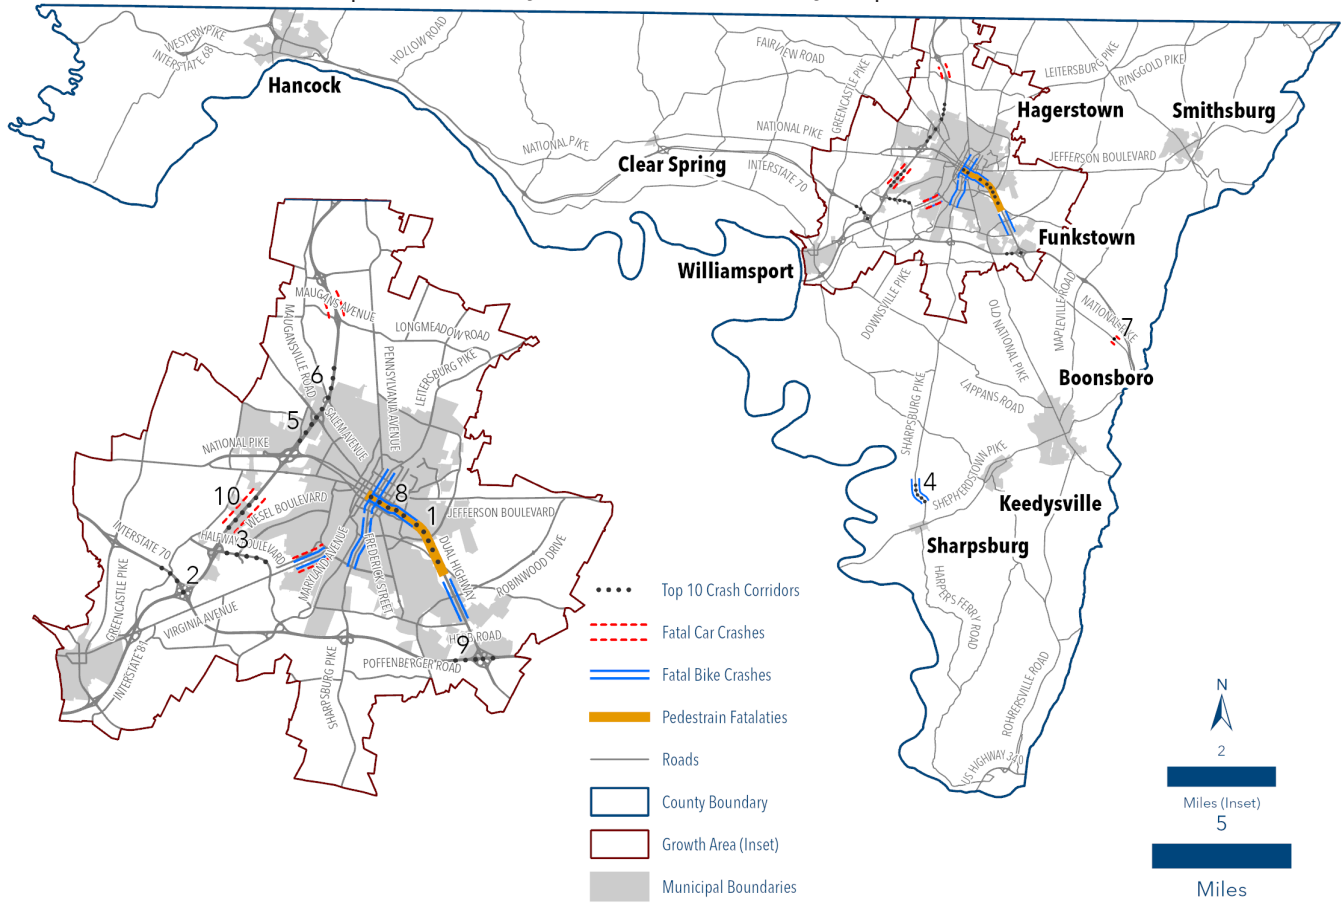 WESTERN PIKE
INTERSTATE 68
HOLLOW ROAD
Hancock
FAIRVIEW ROAD
GREENCASTLE PIKE
LEITERSBURG PIKE
RINGGOLD PIKE
Hagerstown
Smithsburg
NATIONAL PIKE
NATIONAL PIKE
Clear Spring
INTERSTATE 70
JEFFERSON BOULEVARD
Funkstown
Williamsport
DOWNSVILLE PIKE
OLD NATIONAL PIKE
MAPLEVILLE ROAD
NATIONAL PIKE
7
Boonsboro
SHARPSBURG PIKE
LAPPANS ROAD
4
SHEPHERDSTOWN PIKE
Keedysville
Sharpsburg
HARPERS FERRY ROAD
ROHRERSVILLE ROAD
US HIGHWAY 340
MAUGANS AVENUE
MAUGANSVILLE ROAD
LONGMEADOW ROAD
PENNSYLVANIA AVENUE
LEITERSBURG PIKE
6
5
SALEM AVENUE
NATIONAL PIKE
10
WESEL BOULEVARD
8
1
JEFFERSON BOULEVARD
HALFWAY BOULEVARD
3
INTERSTATE 70
2
MARYLAND AVENUE
FREDERICK STREET
DUAL HIGHWAY
ROBINWOOD DRIVE
GREENCASTLE PIKE
VIRGINIA AVENUE
INTERSTATE 81
9
POFFENBERGER ROAD
SHARPSBURG PIKE
Top 10 Crash Corridors
Fatal Car Crashes
Fatal Bike Crashes
Pedestrain Fatalaties
Roads
County Boundary
Growth Area (Inset)
Municipal Boundaries
N
2
Miles (Inset)
5
Miles